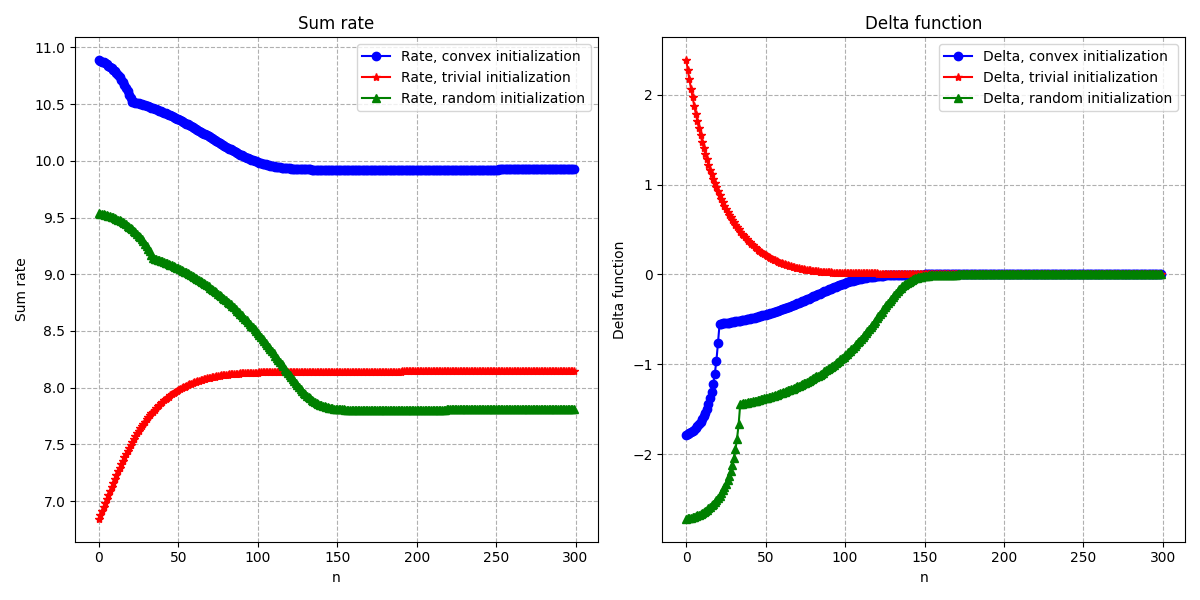 Sum rate
Rate, convex initialization
Rate, trivial initialization
Rate, random initialization
Sum rate
11.0
10.5
10.0
9.5
9.0
8.5
8.0
7.5
7.0
0 50 100 150 200 250 300
n
Delta function
Delta, convex initialization
Delta, trivial initialization
Delta, random initialization
Delta function
2
1
0
−1
−2
0 50 100 150 200 250 300
n